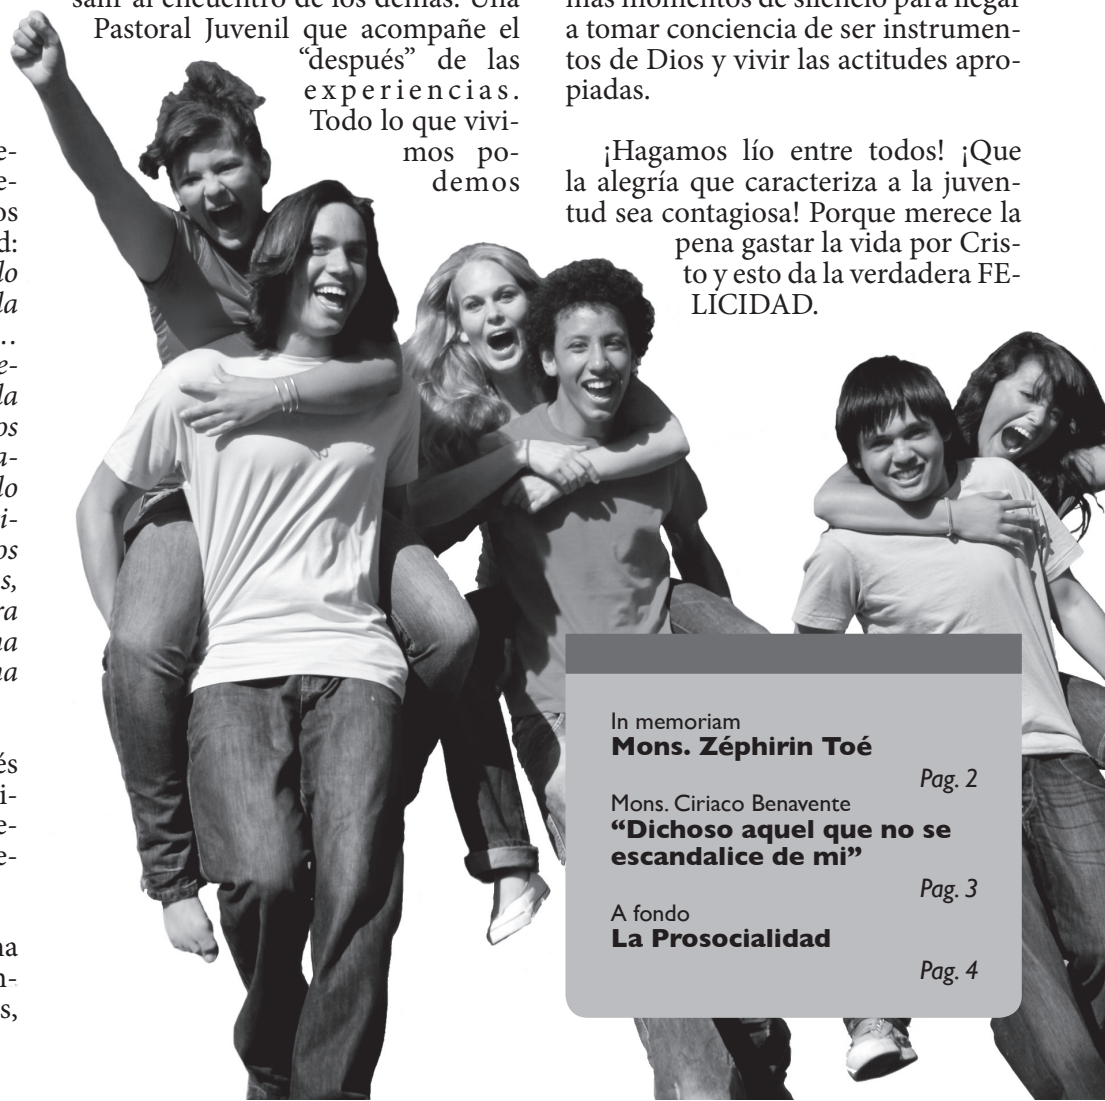 salir al encuentro de los demás. Una
Pastoral Juvenil que acompañe el
“después” de las
experiencias.
Todo lo que vivi-
mos po-
demos
más momentos de silencio para llegar
a tomar conciencia de ser instrumen-
tos de Dios y vivir las actitudes apro-
piadas.
¡Hagamos lío entre todos! ¡Que
la alegría que caracteriza a la juven-
tud sea contagiosa! Porque merece la
pena gastar la vida por Cris-
to y esto da la verdadera FE-
LICIDAD.
In memoriam
Mons. Zéphirin Toé
Pag. 2
Mons. Ciriaco Benavente
“Dichoso aquel que no se
escandalice de mi”
Pag. 3
A fondo
La Prosocialidad
Pag. 4